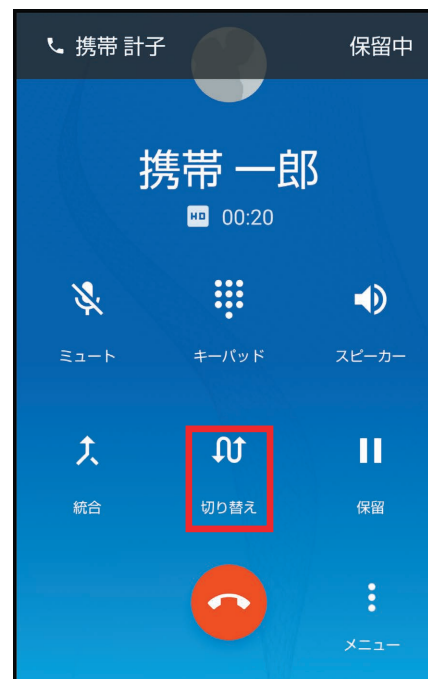 携帯 計子 保留中
携帯 一郎
HD 00:20
ミュート キーパッド スピーカー
統合 切り替え 保留
メニュー